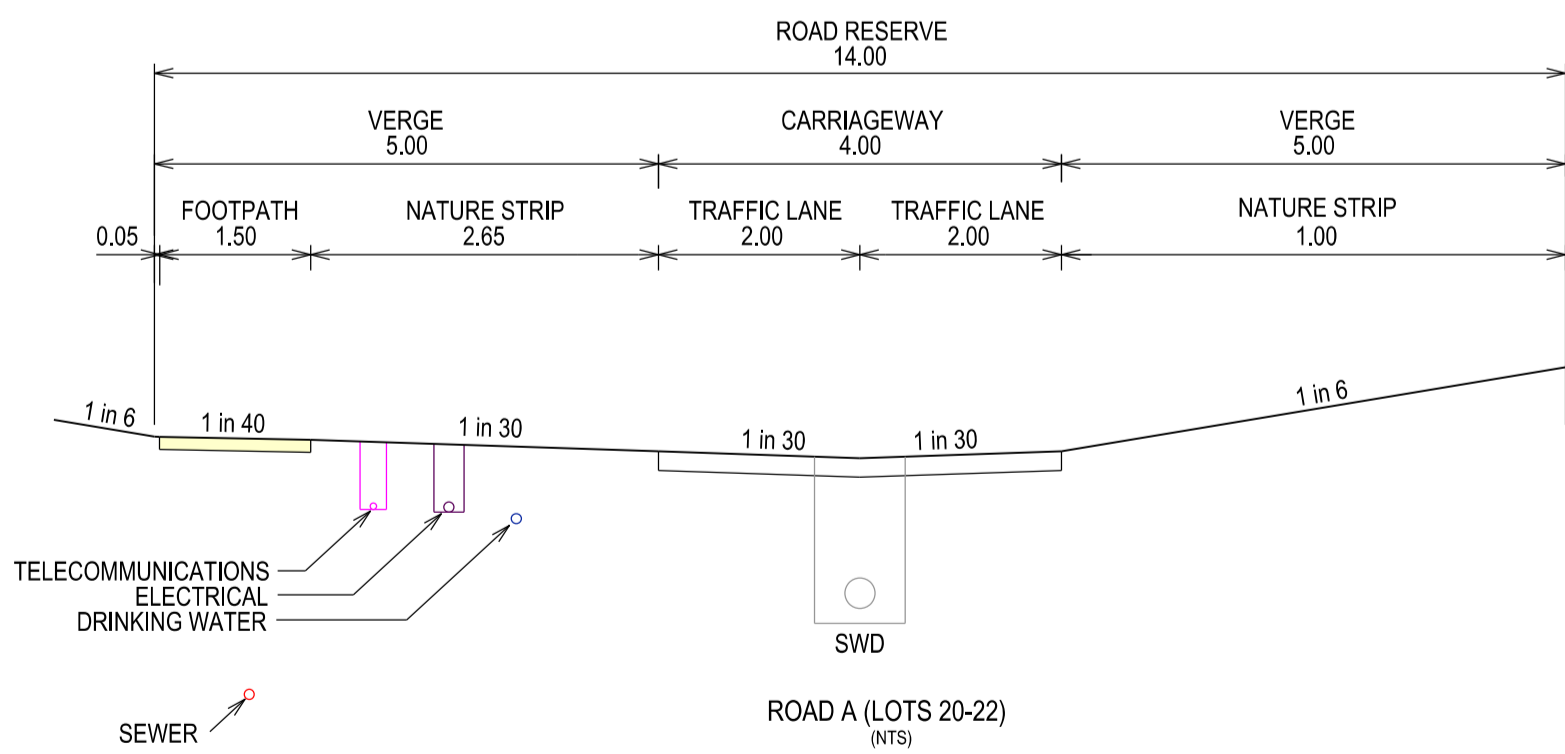 ROAD RESERVE
14.00
VERGE
5.00
CARRIAGEWAY
4.00
VERGE
5.00
0.05
FOOTPATH
1.50
NATURE STRIP
2.65
TRAFFIC LANE
2.00
TRAFFIC LANE
2.00
NATURE STRIP
1.00
1 in 6
1 in 40
1 in 30
1 in 30
1 in 30
1 in 6
TELECOMMUNICATIONS
ELECTRICAL
DRINKING WATER
SWD
SEWER
ROAD A (LOTS 20-22)
(NTS)